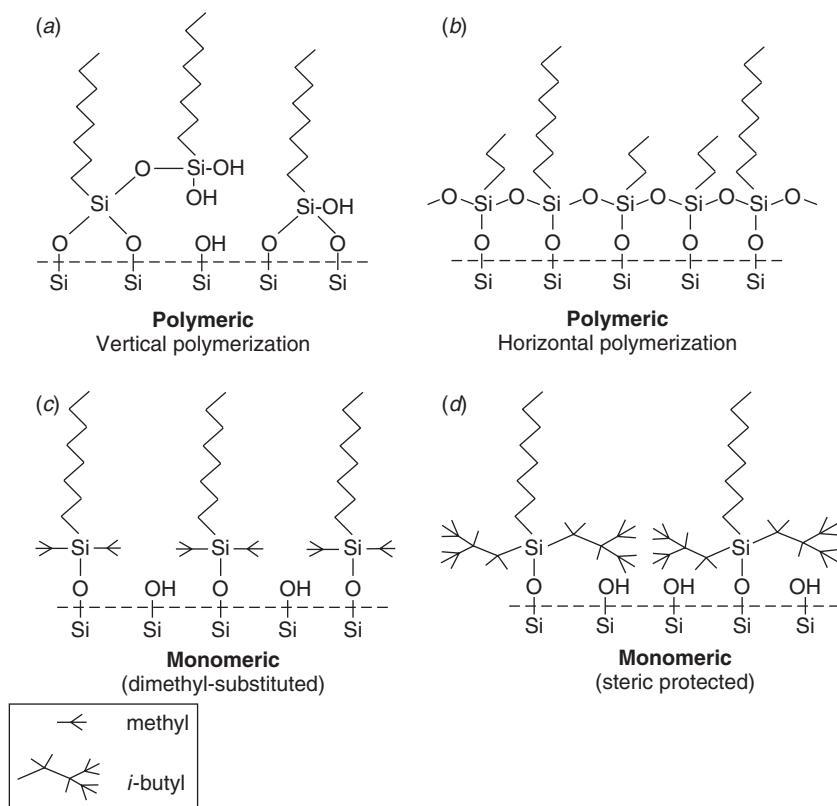 (a)
O
Si-OH
OH
Si
Si-OH
O O OH O O
Si Si Si Si Si
Polymeric
Vertical polymerization
(b)
O Si O Si O Si O Si O Si O
O O O O O
Si Si Si Si Si
Polymeric
Horizontal polymerization
(c)
Si Si Si
O OH O OH O
Si Si Si Si Si
Monomeric
(dimethyl-substituted)
(d)
Si Si
O OH OH O OH
Si Si Si Si Si
Monomeric
(steric protected)
methyl
i-butyl